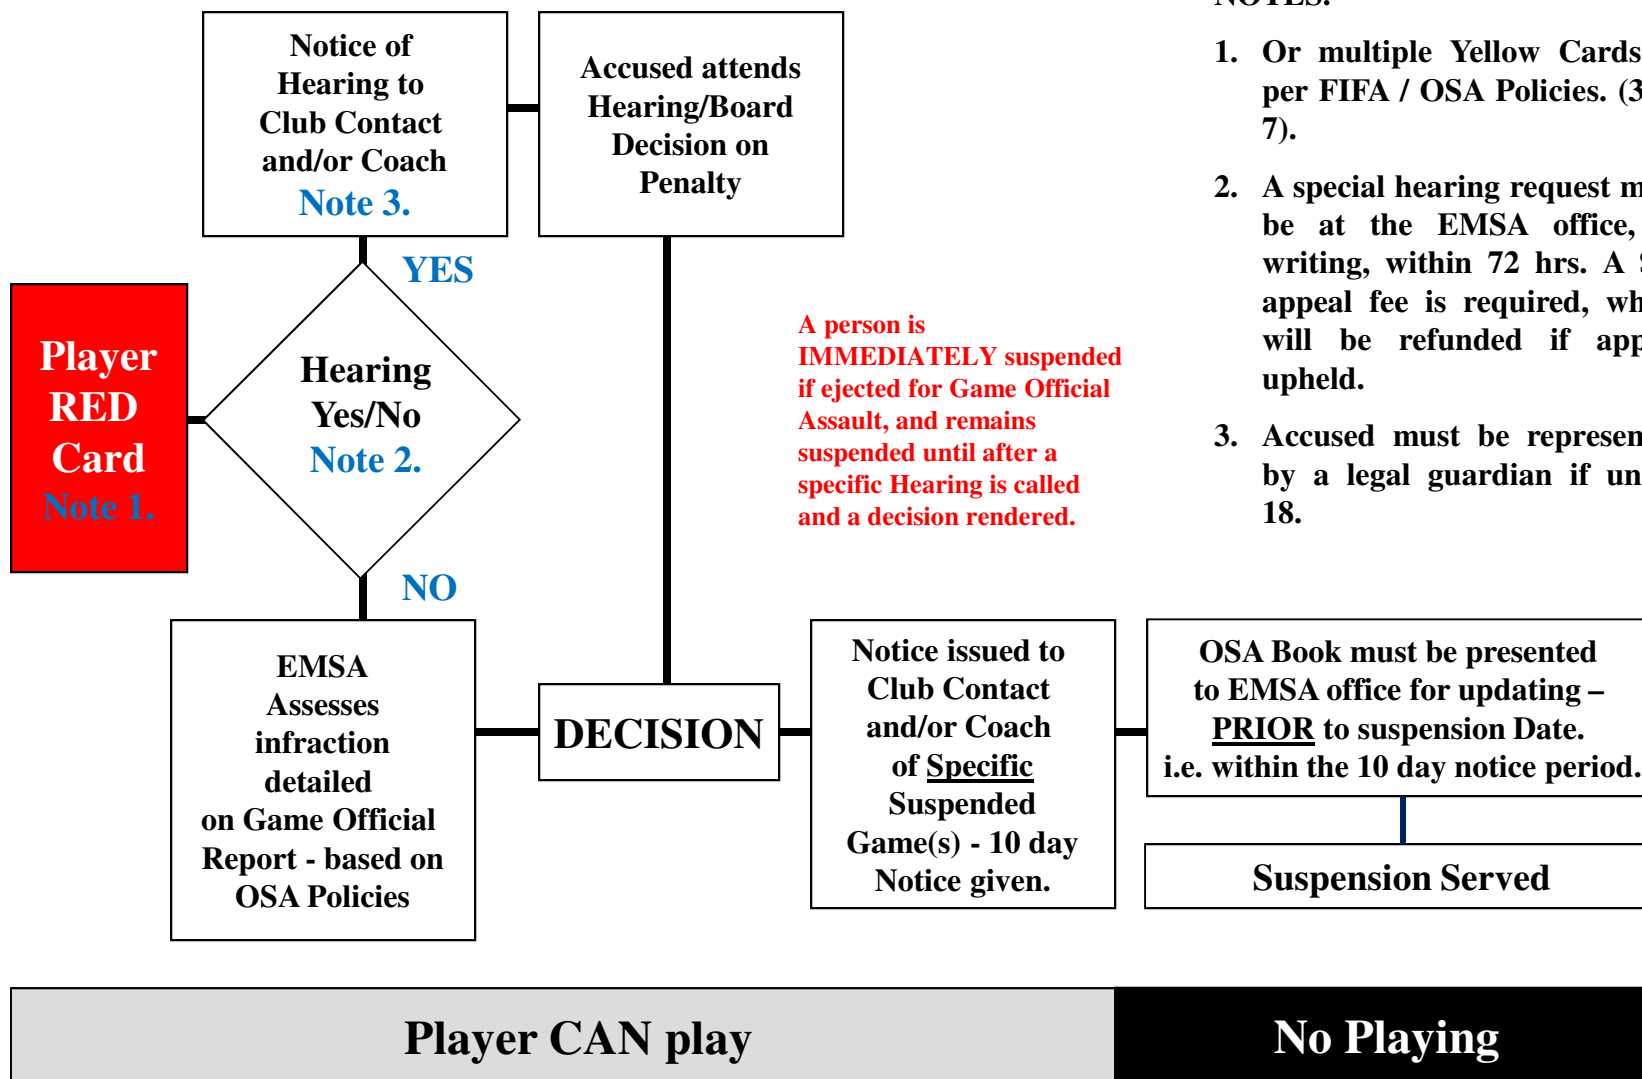 NOTES:
Notice of
Hearing to
Club Contact
and/or Coach
Note 3.
Accused attends
Hearing/Board
Decision on
Penalty
1. Or multiple Yellow Cards
per FIFA / OSA Policies. (3
7).
2. A special hearing request
be at the EMSA office,
writing, within 72 hrs. A
appeal fee is required,
will be refunded if
upheld.
3. Accused must be
by a legal guardian if
18.
YES
Player
RED
Card
Note 1.
Hearing
Yes/No
Note 2.
A person is
IMMEDIATELY suspended
if ejected for Game Official
Assault, and remains
suspended until after a
specific Hearing is called
and a decision rendered.
NO
EMSA
Assesses
infraction
detailed
on Game Official
Report - based on
OSA Policies
DECISION
Notice issued to
Club Contact
and/or Coach
of Specific
Suspended
Game(s) - 10 day
Notice given.
OSA Book must be presented
to EMSA office for updating –
PRIOR to suspension Date.
i.e. within the 10 day notice period.
Suspension Served
Player CAN play
No Playing